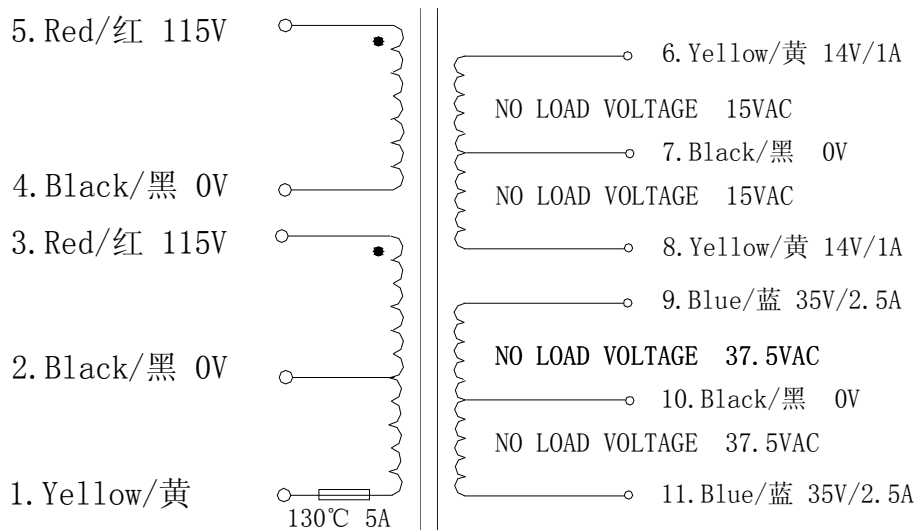 5.Red/红 115V
4.Black/黑 0V
3.Red/红 115V
2.Black/黑 0V
1.Yellow/黄
130℃ 5A
6.Yellow/黄 14V/1A
NO LOAD VOLTAGE 15VAC
7.Black/黑 0V
NO LOAD VOLTAGE 15VAC
8.Yellow/黄 14V/1A
9.Blue/蓝 35V/2.5A
NO LOAD VOLTAGE 37.5VAC
10.Black/黑 0V
NO LOAD VOLTAGE 37.5VAC
11.Blue/蓝 35V/2.5A